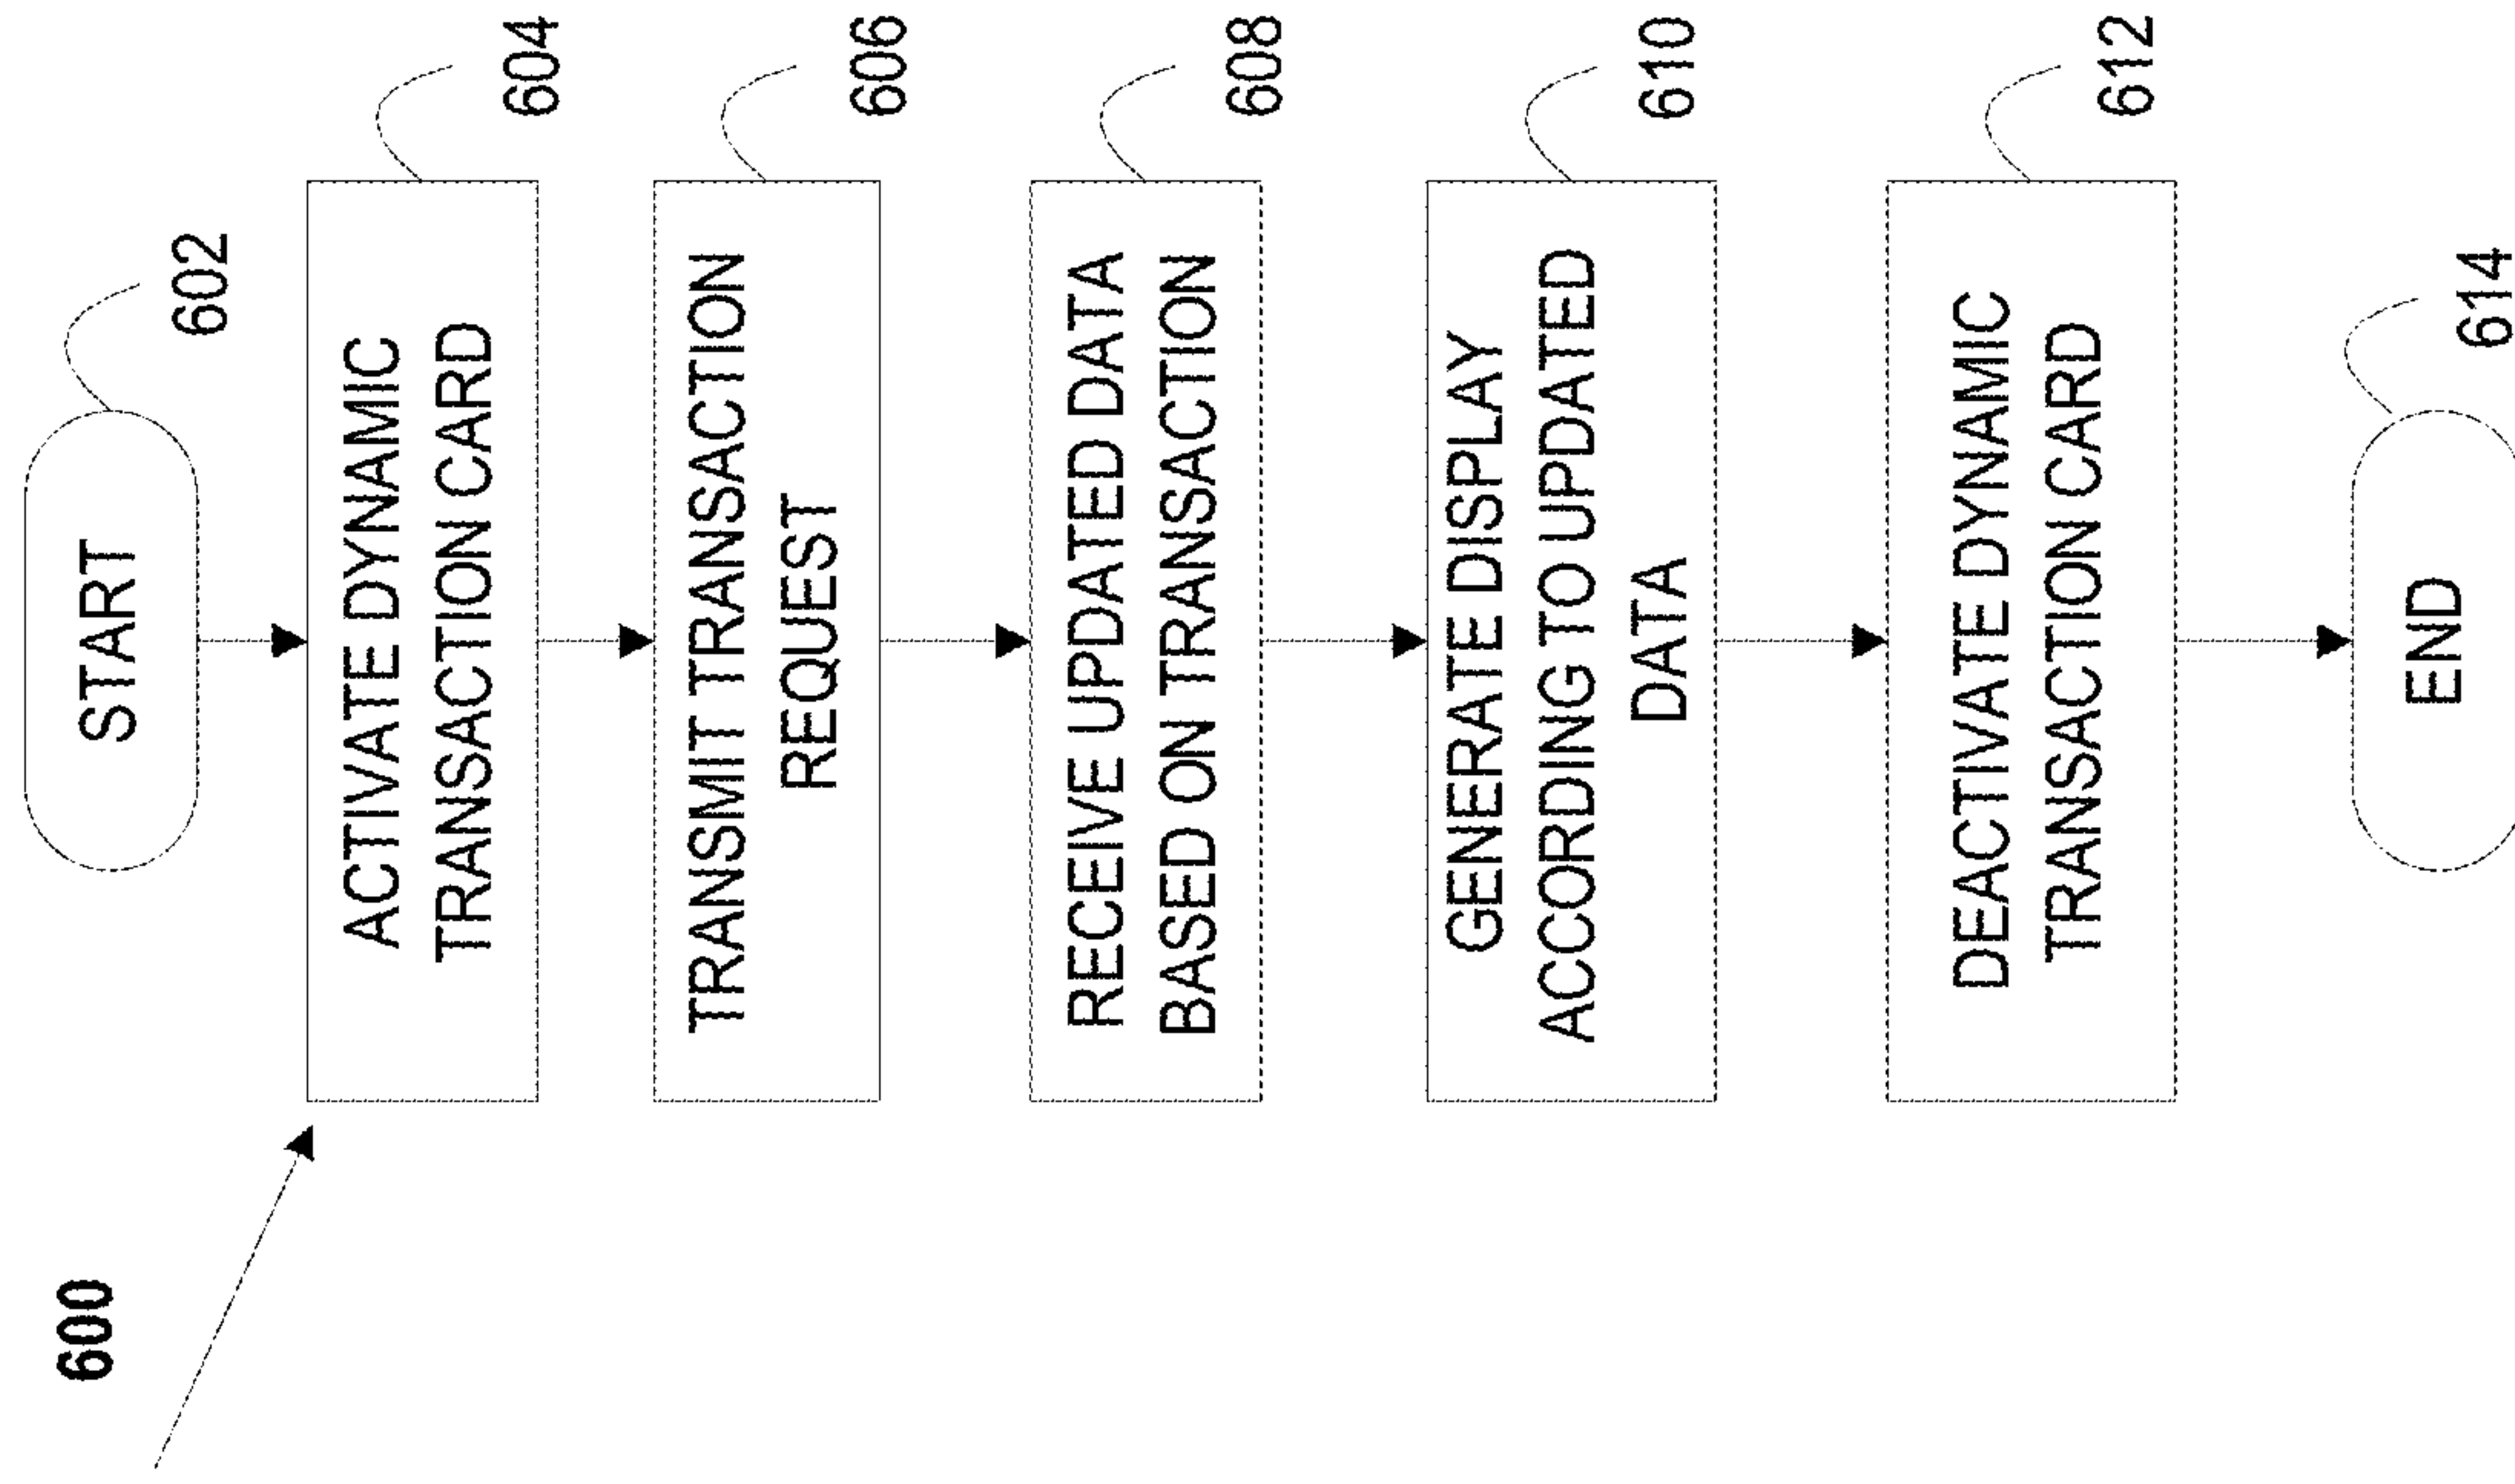 600
START
602
ACTIVATE DYNAMIC
TRANSACTION CARD
604
TRANSMIT TRANSACTION
REQUEST
606
RECEIVE UPDATED DATA
BASED ON TRANSACTION
608
GENERATE DISPLAY
ACCORDING TO UPDATED
DATA
610
DEACTIVATE DYNAMIC
TRANSACTION CARD
612
END
614